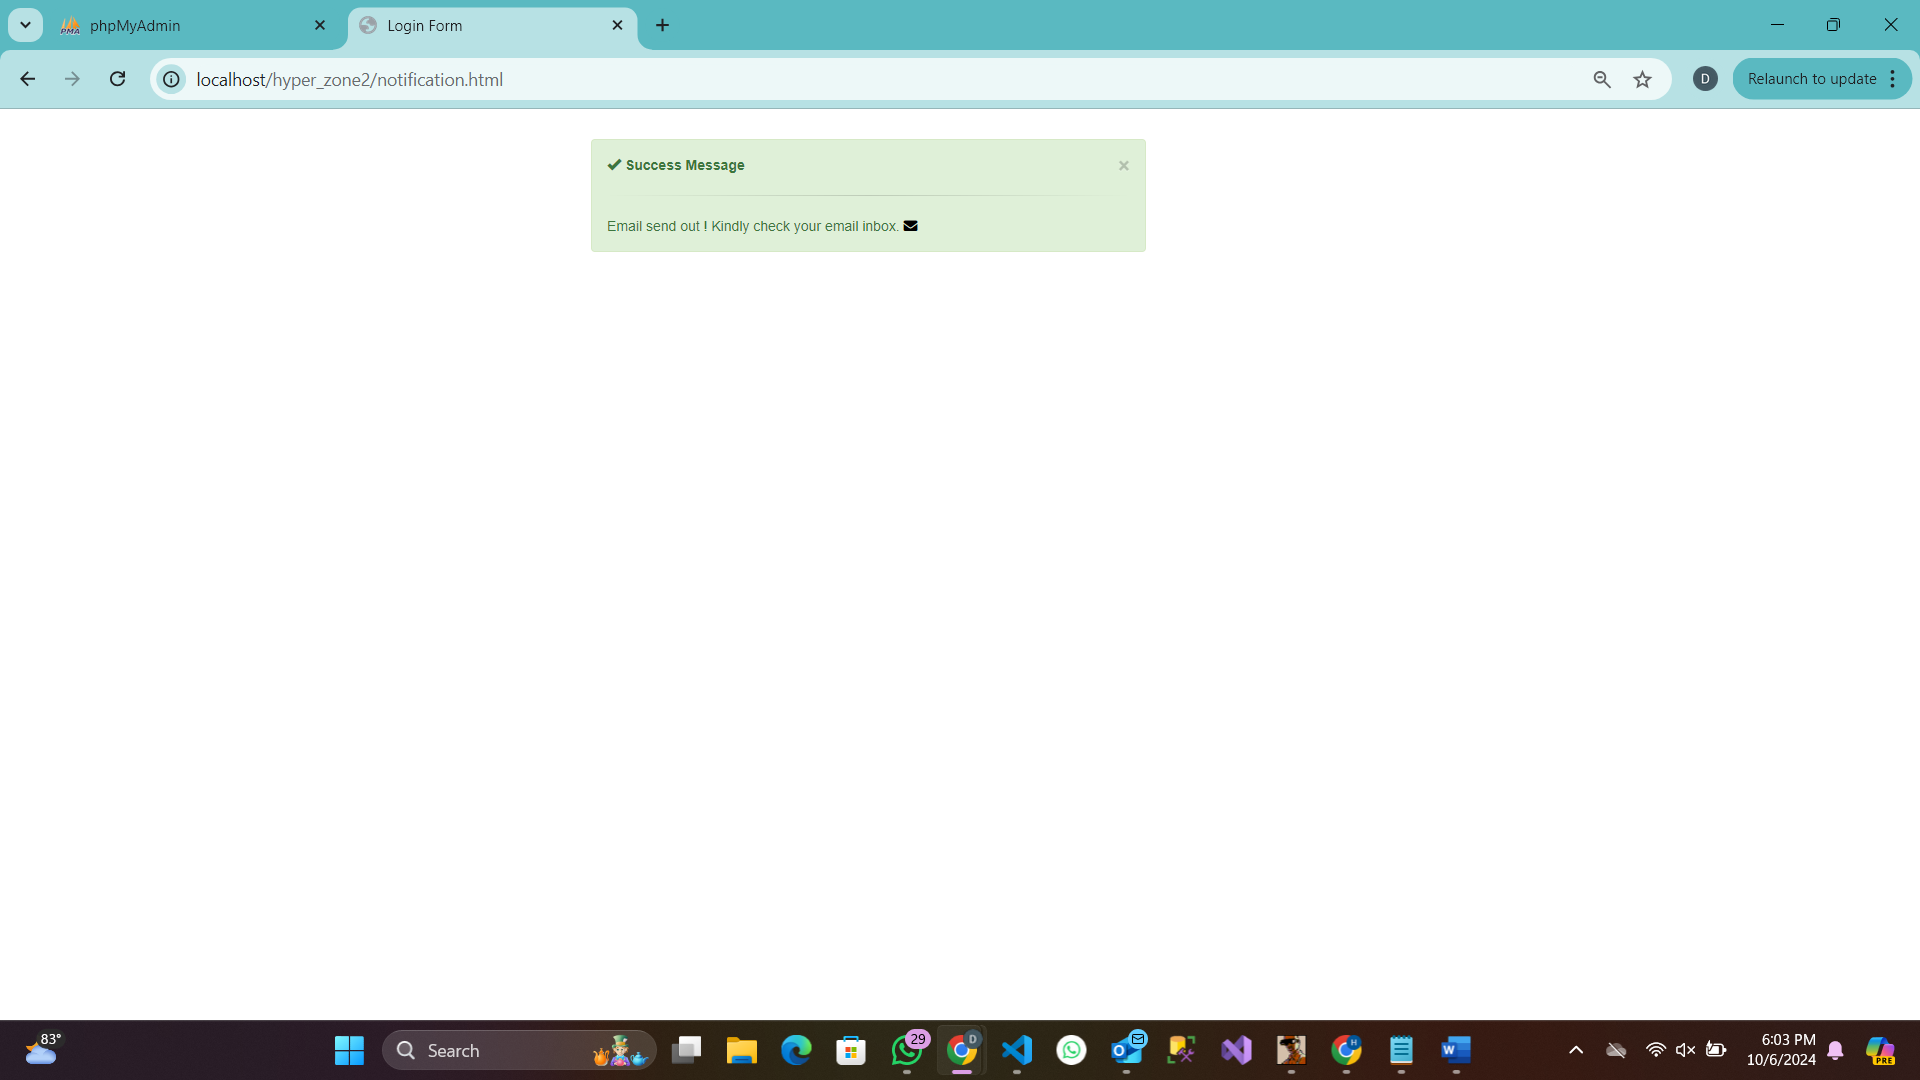 phpMyAdmin
Login Form
localhost/hyper_zone2/notification.html
D
Relaunch to update
Success Message
×
Email send out ! Kindly check your email inbox.
83°
Search
29
D
H
W
6:03 PM
10/6/2024
PRE